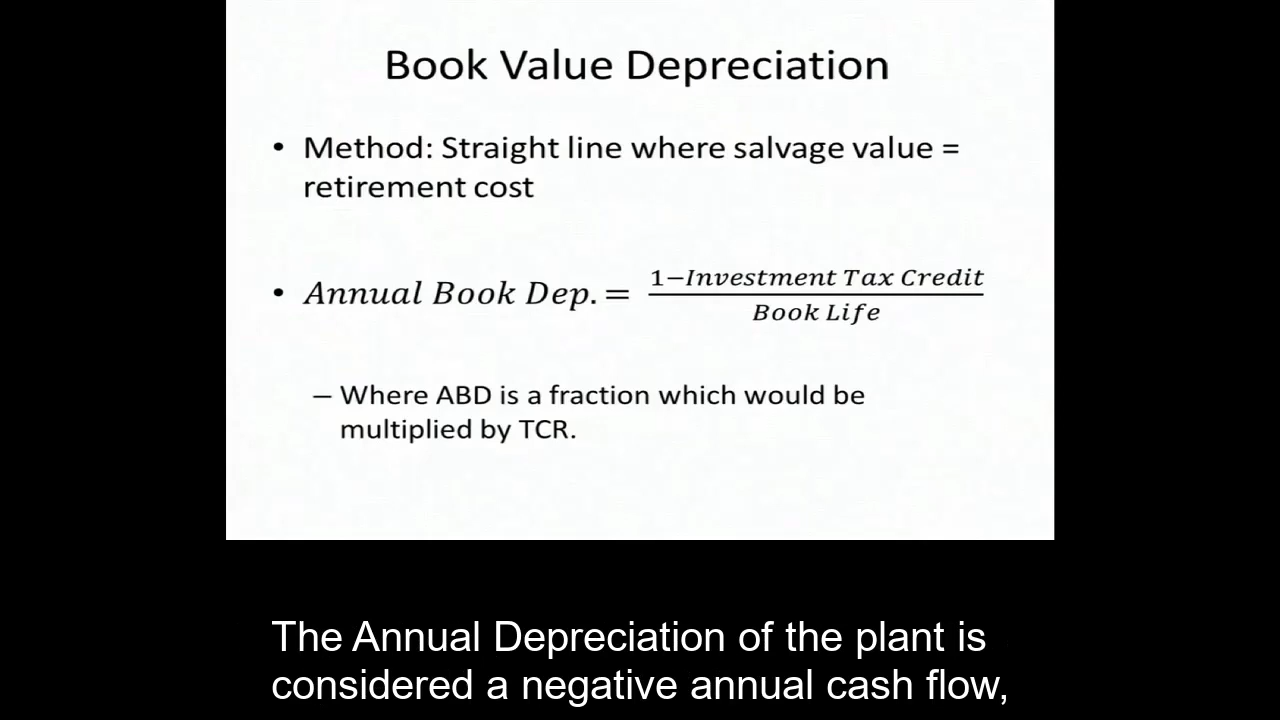 Book Value Depreciation
• Method: Straight line where salvage value =
retirement cost
• Annual Book Dep. = \frac{1−Investment Tax Credit}{Book Life}
– Where ABD is a fraction which would be
multiplied by TCR.
The Annual Depreciation of the plant is
considered a negative annual cash flow,